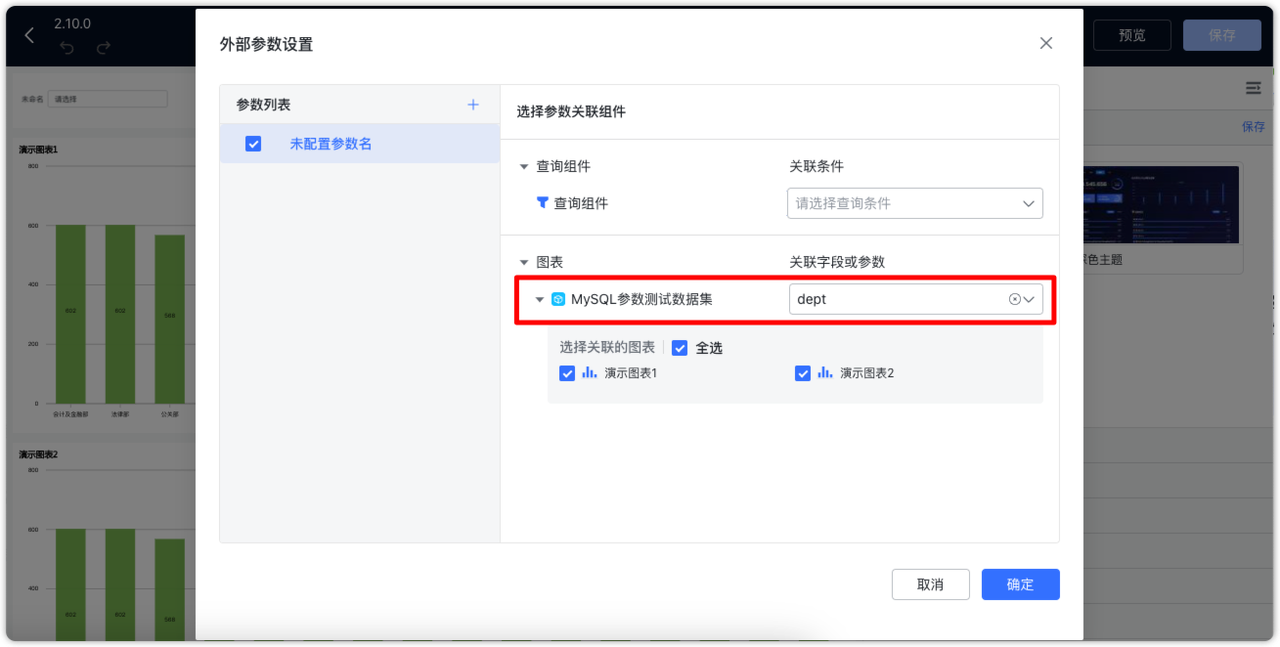 2.10.0
预览
保存
未命名
请选择
保存
演示图表1
800
600
400
200
0
602
602
568
会计及金融部
法律部
公关部
演示图表2
800
600
400
602
602
568
色主题
外部参数设置
参数列表
未配置参数名
选择参数关联组件
查询组件
关联条件
查询组件
请选择查询条件
图表
关联字段或参数
MySQL参数测试数据集
dept
选择关联的图表
全选
演示图表1
演示图表2
取消
确定